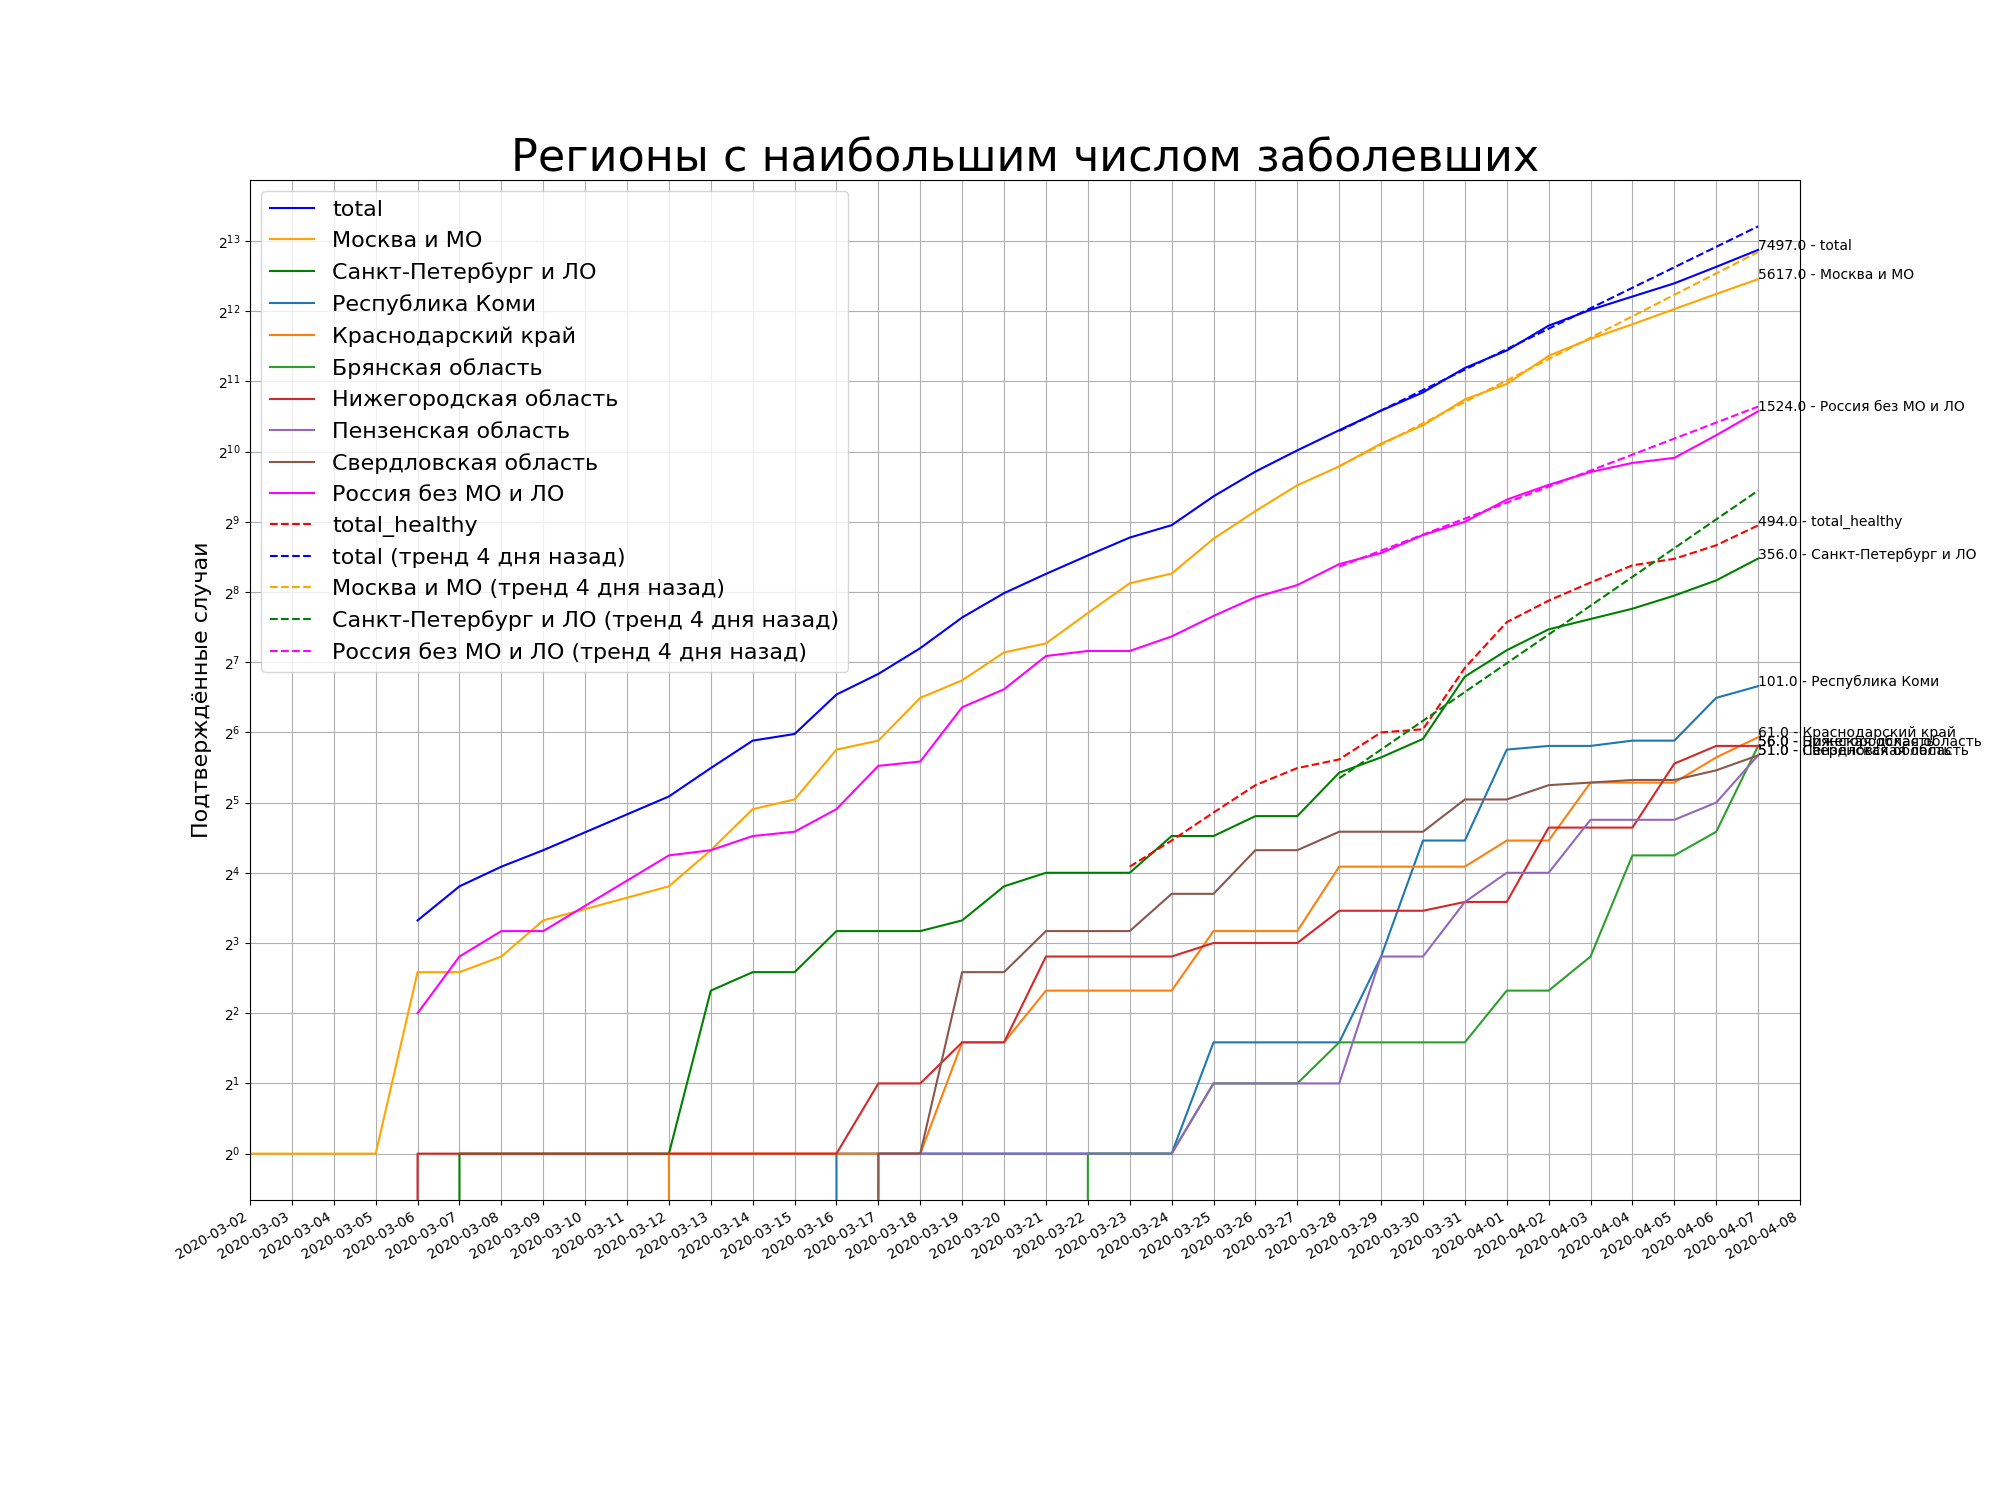 Регионы с наибольшим числом заболевших
total
Москва и МО
Санкт-Петербург и ЛО
Республика Коми
Краснодарский край
Брянская область
Нижегородская область
Пензенская область
Свердловская область
Россия без МО и ЛО
total_healthy
total (тренд 4 дня назад)
Москва и МО (тренд 4 дня назад)
Санкт-Петербург и ЛО (тренд 4 дня назад)
Россия без МО и ЛО (тренд 4 дня назад)
Подтверждённые случаи
2^13
2^12
2^11
2^10
2^9
2^8
2^7
2^6
2^5
2^4
2^3
2^2
2^1
2^0
7497.0 - total
5617.0 - Москва и МО
1524.0 - Россия без МО и ЛО
494.0 - total_healthy
356.0 - Санкт-Петербург и ЛО
101.0 - Республика Коми
61.0 - Краснодарский край
56.0 -
51.0 -
2020-03-02
2020-03-03
2020-03-04
2020-03-05
2020-03-06
2020-03-07
2020-03-08
2020-03-09
2020-03-10
2020-03-11
2020-03-12
2020-03-13
2020-03-14
2020-03-15
2020-03-16
2020-03-17
2020-03-18
2020-03-19
2020-03-20
2020-03-21
2020-03-22
2020-03-23
2020-03-24
2020-03-25
2020-03-26
2020-03-27
2020-03-28
2020-03-29
2020-03-30
2020-03-31
2020-04-01
2020-04-02
2020-04-03
2020-04-04
2020-04-05
2020-04-06
2020-04-07
2020-04-08